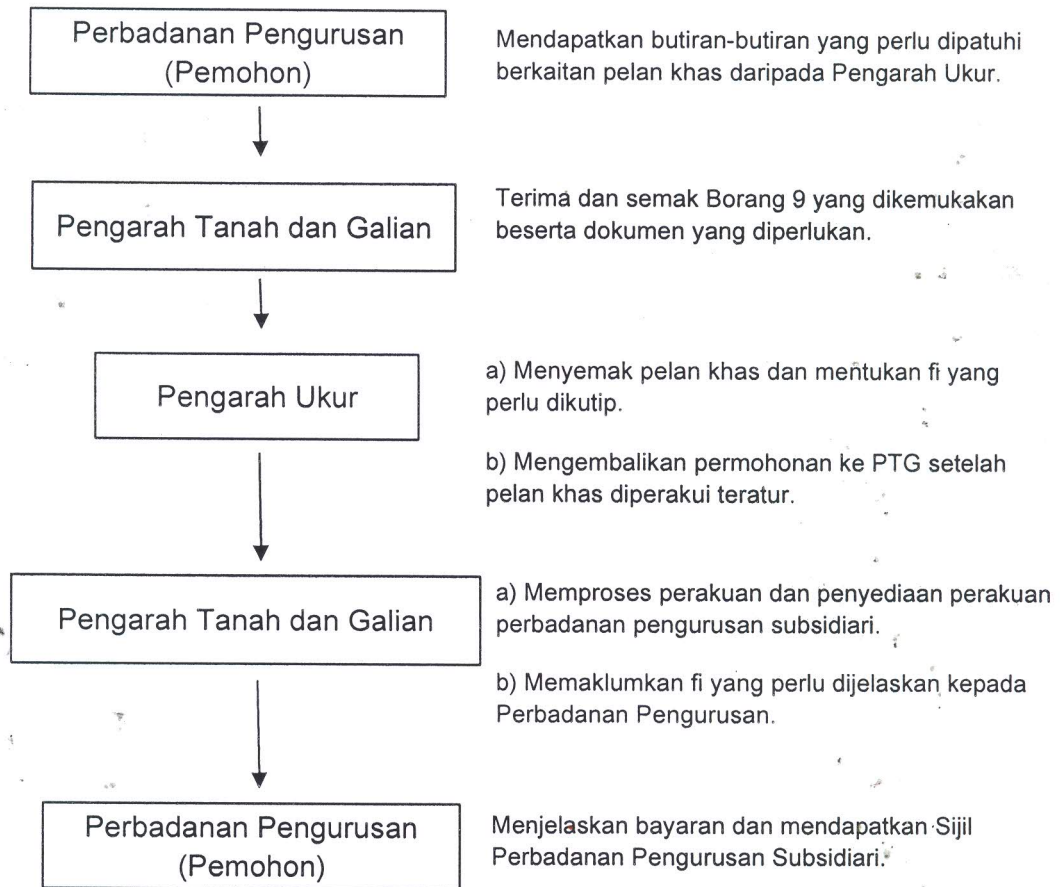 Perbadanan Pengurusan
(Pemohon)
Mendapatkan butiran-butiran yang perlu dipatuhi
berkaitan pelan khas daripada Pengarah Ukur.
Pengarah Tanah dan Galian
Terima dan semak Borang 9 yang dikemukakan
beserta dokumen yang diperlukan.
Pengarah Ukur
a) Menyemak pelan khas dan mentukan fi yang
perlu dikutip.
b) Mengembalikan permohonan ke PTG setelah
pelan khas diperakui teratur.
Pengarah Tanah dan Galian
a) Memproses perakuan dan penyediaan perakuan
perbadanan pengurusan subsidiari.
b) Memaklumkan fi yang perlu dijelaskan kepada
Perbadanan Pengurusan.
Perbadanan Pengurusan
(Pemohon)
Menjelaskan bayaran dan mendapatkan Sijil
Perbadanan Pengurusan Subsidiari.